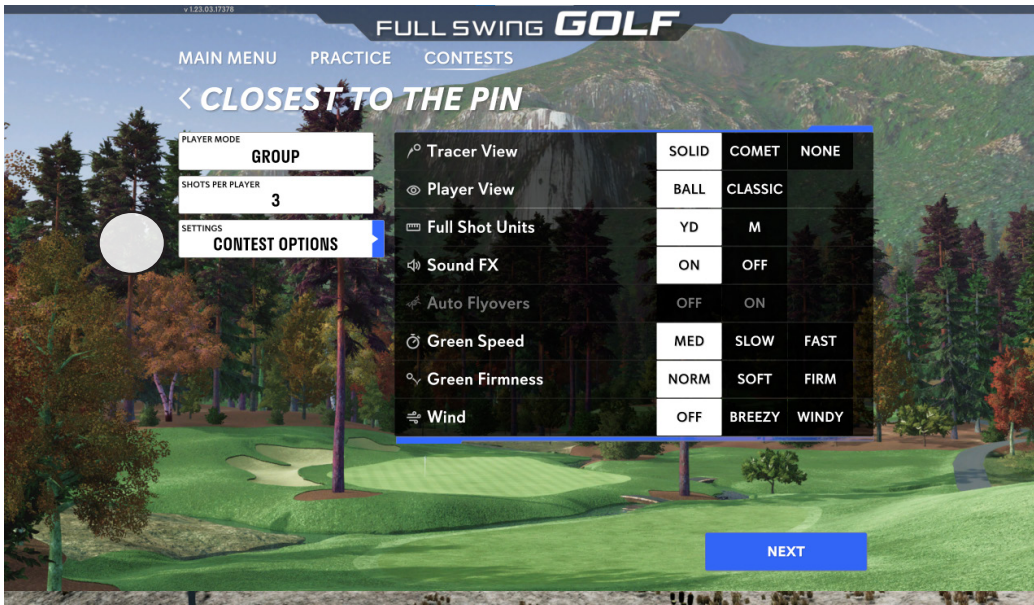 v 1.23.03.17378
FULL SWING GOLF
MAIN MENU PRACTICE CONTESTS
< CLOSEST TO THE PIN
PLAYER MODE
GROUP
SHOTS PER PLAYER
3
SETTINGS
CONTEST OPTIONS
Tracer View SOLID COMET NONE
Player View BALL CLASSIC
Full Shot Units YD M
Sound FX ON OFF
Auto Flyovers OFF ON
Green Speed MED SLOW FAST
Green Firmness NORM SOFT FIRM
Wind OFF BREEZY WINDY
NEXT